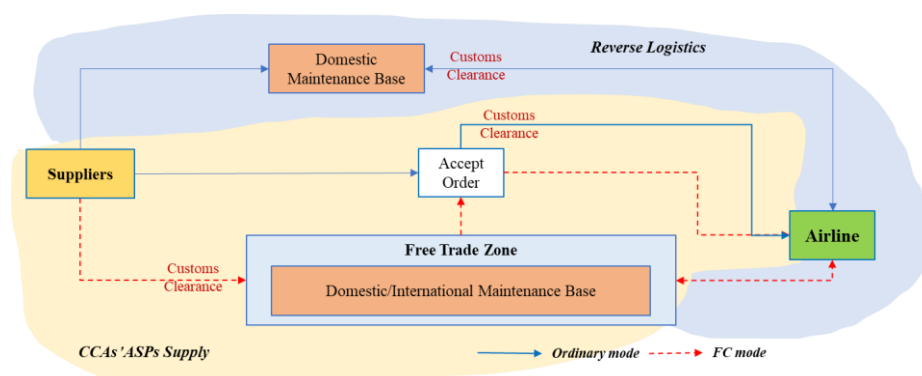 Reverse Logistics
Domestic
Maintenance Base
Customs
Clearance
Customs
Clearance
Suppliers
Accept
Order
Airline
Free Trade Zone
Customs
Clearance
Domestic/International Maintenance Base
CCAs'ASPs Supply
Ordinary mode
FC mode